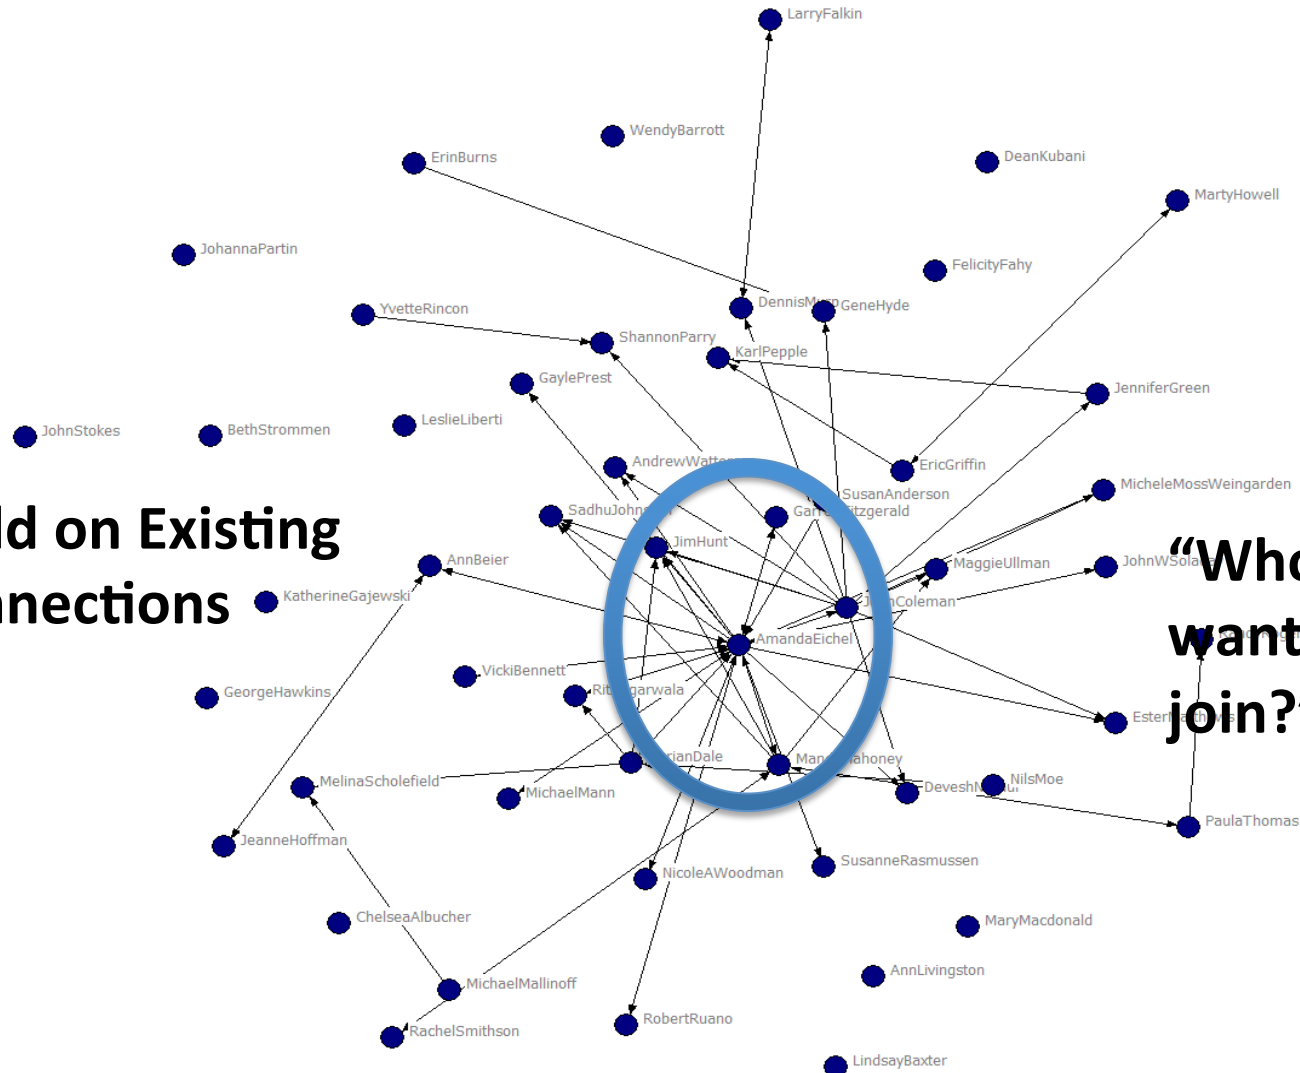 LarryFalkin
WendyBarrott
ErinBurns
DeanKubani
MartyHowell
JohannaPartin
FelicityFahy
YvetteRincon
GeneHyde
ShannonParry
KarlPepple
GaylePrest
JenniferGreen
LeslieLiberti
JohnStokes
BethStrommen
EricGriffin
MicheleMossWeingarden
SusanAnderson
ld on Existing
nnections
JimHunt
AnnBeier
MaggieUllman
"Who
want
join?"
KatherineGajewski
AmandaEichel
VickiBennett
GeorgeHawkins
MelinaScholefield
MichaelMann
NilsMoe
PaulaThomas
JeanneHoffman
SusanneRasmussen
NicoleAWoodman
ChelseaAlbucher
MaryMacdonald
AnnLivingston
MichaelMallinoff
RobertRuano
RachelSmithson
LindsayBaxter